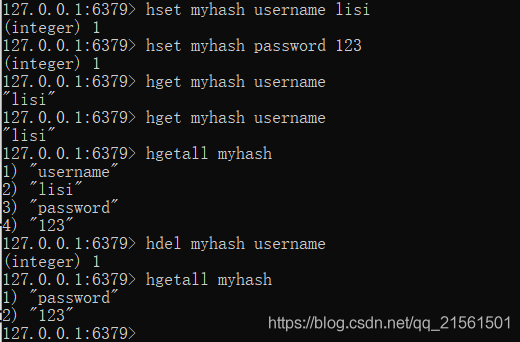 127.0.0.1:6379> hset myhash username lisi
(integer) 1
127.0.0.1:6379> hset myhash password 123
(integer) 1
127.0.0.1:6379> hget myhash username
"lisi"
127.0.0.1:6379> hget myhash username
"lisi"
127.0.0.1:6379> hgetall myhash
1) "username"
2) "lisi"
3) "password"
4) "123"
127.0.0.1:6379> hdel myhash username
(integer) 1
127.0.0.1:6379> hgetall myhash
1) "password"
2) "123"
127.0.0.1:6379>
https://blog.csdn.net/qq_21561501